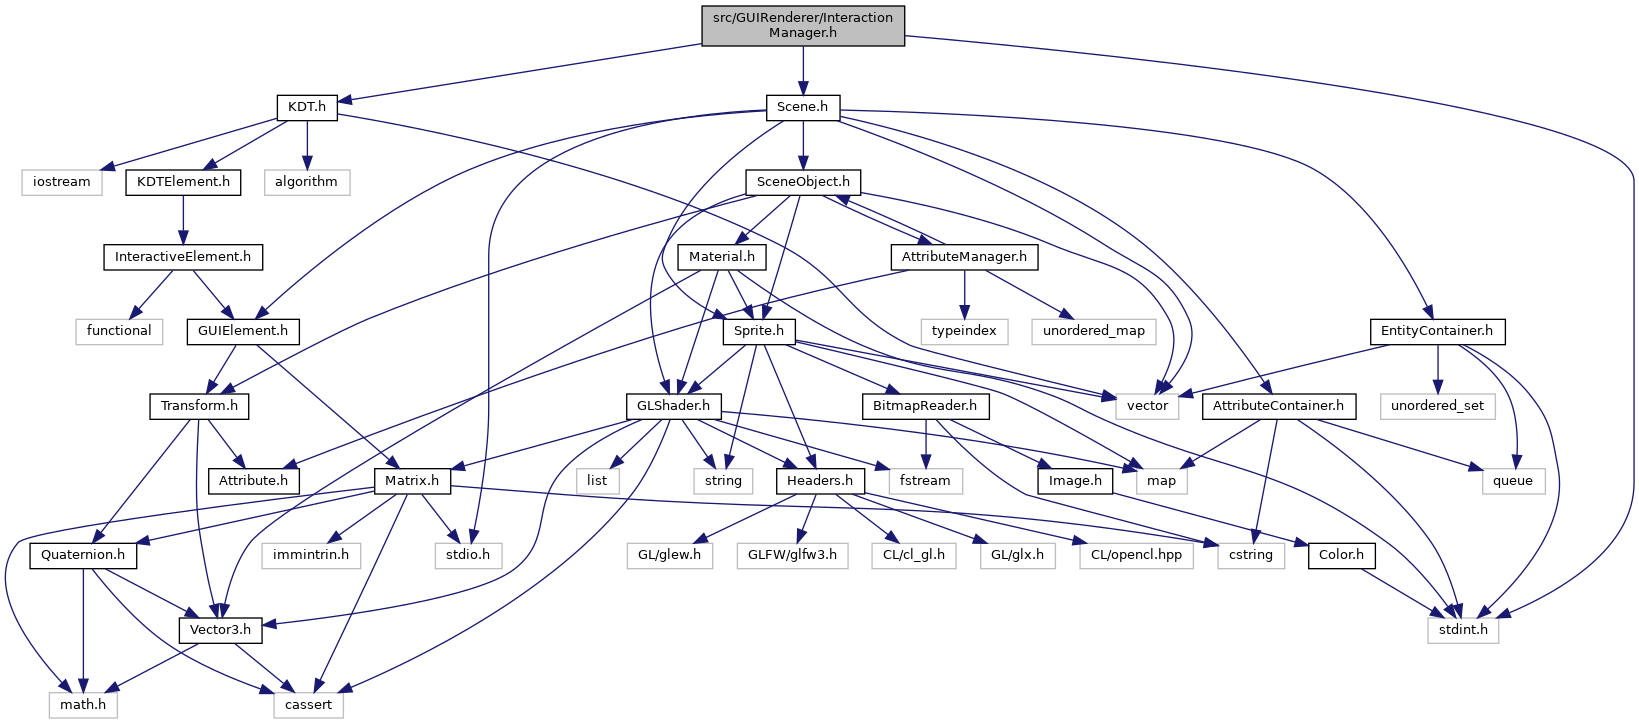 src/GUIRenderer/Interaction
Manager.h
KDT.h
Scene.h
iostream
KDTElement.h
algorithm
SceneObject.h
InteractiveElement.h
Material.h
AttributeManager.h
functional
GUIElement.h
Sprite.h
typeindex
unordered_map
EntityContainer.h
Transform.h
GLShader.h
BitmapReader.h
vector
AttributeContainer.h
unordered_set
Attribute.h
Matrix.h
list
string
Headers.h
fstream
Image.h
map
queue
Quaternion.h
immintrin.h
stdio.h
GL/glew.h
GLFW/glfw3.h
CL/cl_gl.h
GL/glx.h
CL/opencl.hpp
cstring
Color.h
Vector3.h
stdint.h
math.h
cassert